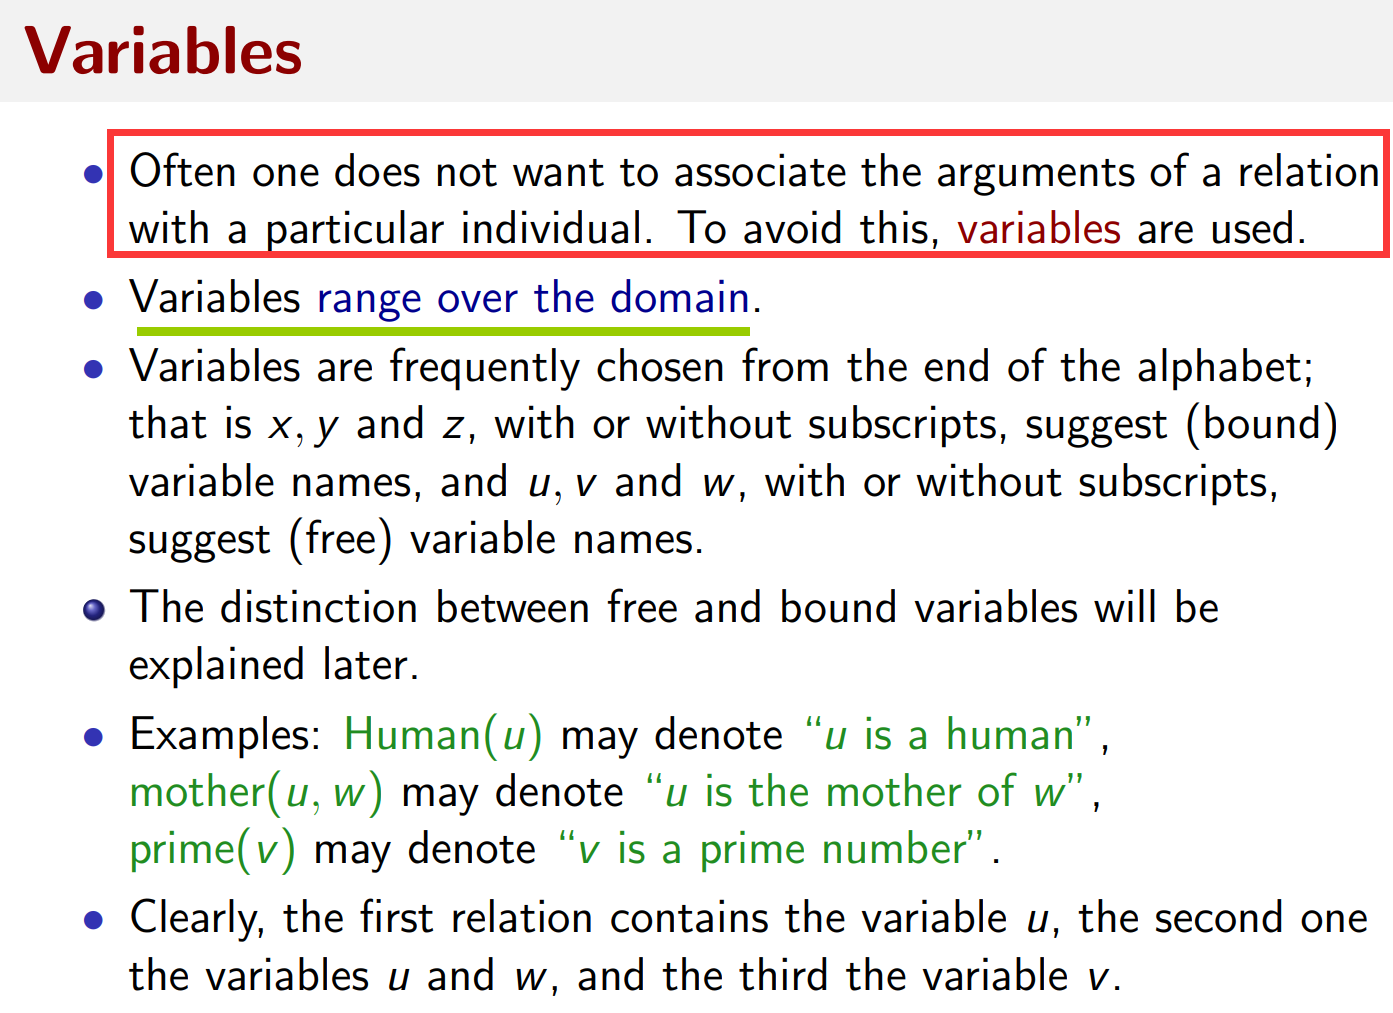 Variables
• Often one does not want to associate the arguments of a relation
with a particular individual. To avoid this, variables are used.
• Variables range over the domain.
• Variables are frequently chosen from the end of the alphabet;
that is x, y and z, with or without subscripts, suggest (bound)
variable names, and u, v and w, with or without subscripts,
suggest (free) variable names.
• The distinction between free and bound variables will be
explained later.
• Examples: Human(u) may denote “u is a human”,
mother(u, w) may denote “u is the mother of w”,
prime(v) may denote “v is a prime number”.
• Clearly, the first relation contains the variable u, the second one
the variables u and w, and the third the variable v.